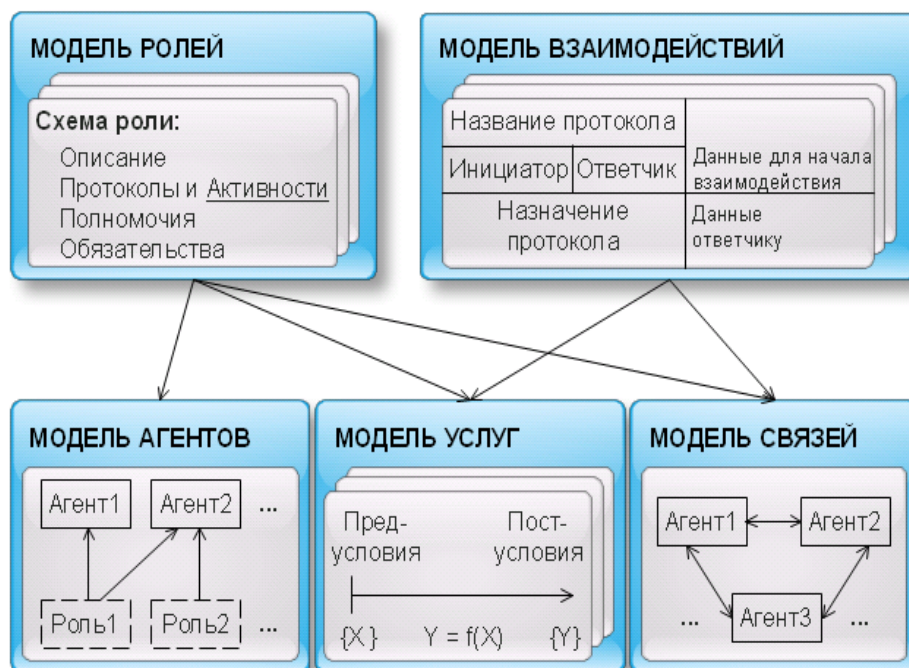 МОДЕЛЬ РОЛЕЙ
Схема роли:
Описание
Протоколы и Активности
Полномочия
Обязательства
МОДЕЛЬ ВЗАИМОДЕЙСТВИЙ
Название протокола
Инициатор Ответчик
Назначение
протокола
Данные для начала
взаимодействия
Данные
ответчику
МОДЕЛЬ АГЕНТОВ
Агент1 Агент2 ...
Роль1 Роль2 ...
МОДЕЛЬ УСЛУГ
Пред-
условия
Пост-
условия
{X} Y = f(X) {Y}
МОДЕЛЬ СВЯЗЕЙ
Агент1 Агент2
... Агент3 ...